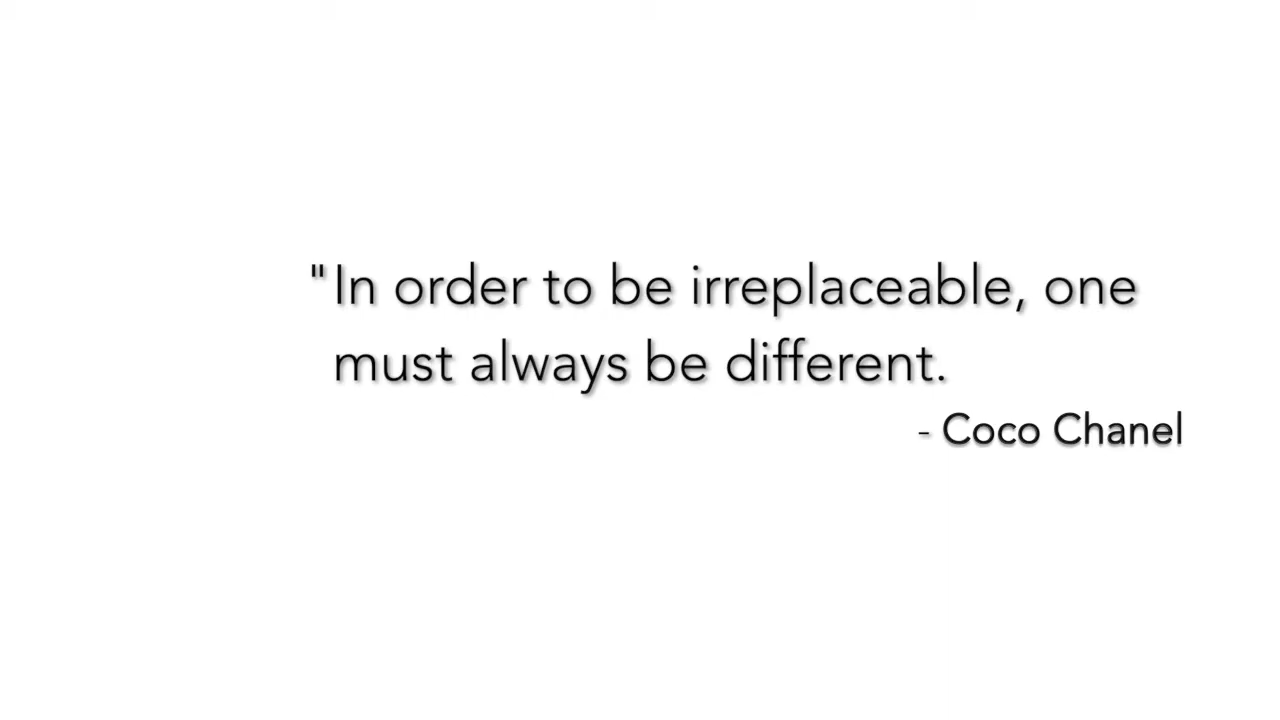 "In order to be irreplaceable, one
must always be different.
- Coco Chanel